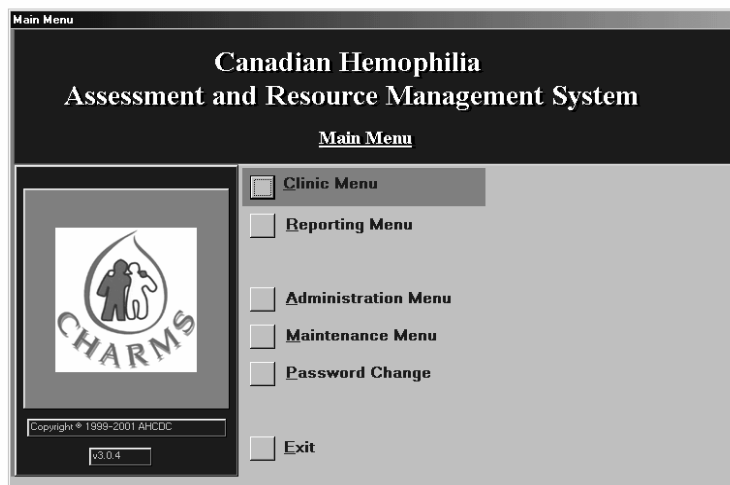 Main Menu
Canadian Hemophilia
Assessment and Resource Management System
Main Menu
Clinic Menu
Reporting Menu
Administration Menu
Maintenance Menu
Password Change
Exit
CHARMS
Copyright © 1999-2001 AHCDC
v3.0.4